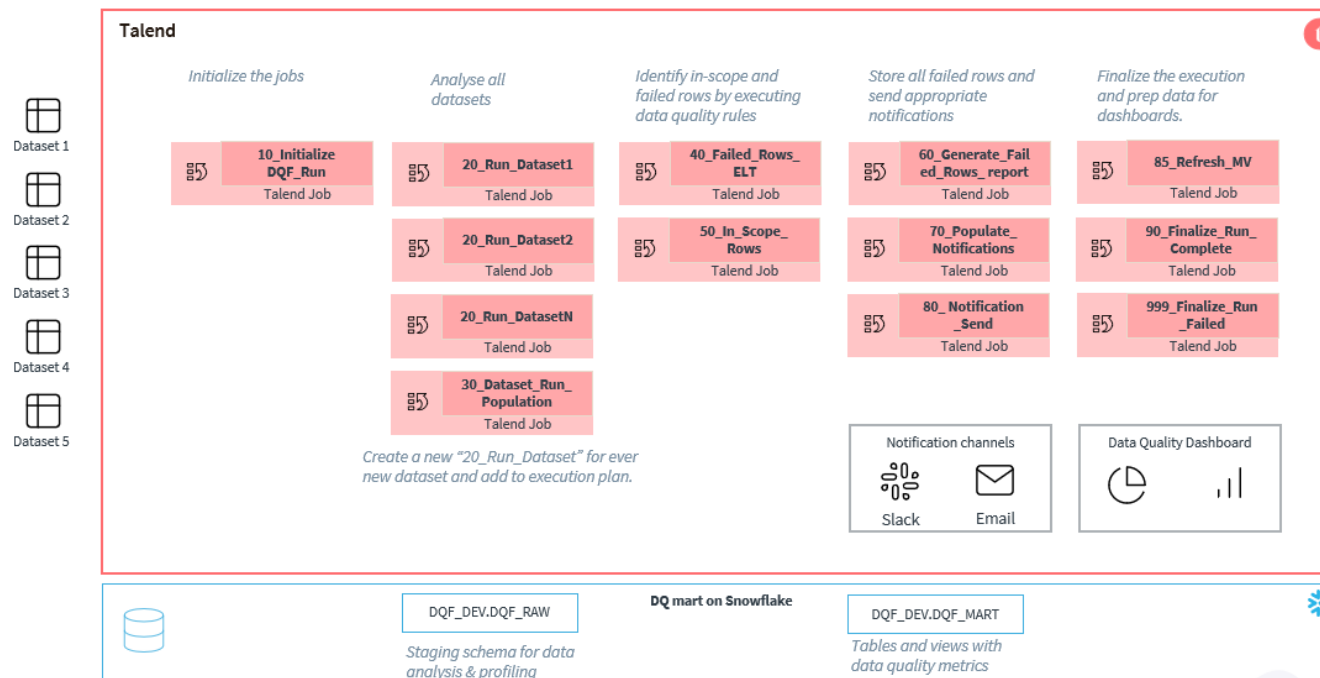 Talend
Initialize the jobs
Analyse all
datasets
Identify in-scope and
failed rows by executing
data quality rules
Store all failed rows and
send appropriate
notifications
Finalize the execution
and prep data for
dashboards.
Dataset 1
Dataset 2
Dataset 3
Dataset 4
Dataset 5
10_Initialize
DQF_Run
Talend Job
20_Run_Dataset1
Talend Job
20_Run_Dataset2
Talend Job
20_Run_DatasetN
Talend Job
30_Dataset_Run_
Population
Talend Job
Create a new “20_Run_Dataset” for ever
new dataset and add to execution plan.
40_Failed_Rows_
ELT
Talend Job
50_In_Scope_
Rows
Talend Job
60_Generate_Fail
ed_Rows_ report
Talend Job
70_Populate_
Notifications
Talend Job
80_ Notification
_Send
Talend Job
85_Refresh_MV
Talend Job
90_Finalize_Run_
Complete
Talend Job
999_Finalize_Run
_Failed
Talend Job
Notification channels
Slack
Email
Data Quality Dashboard
DQ mart on Snowflake
DQF_DEV.DQF_RAW
Staging schema for data
analysis & profiling
DQF_DEV.DQF_MART
Tables and views with
data quality metrics